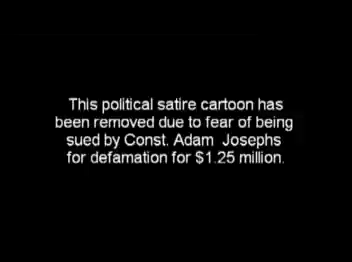 This political satire cartoon has
been removed due to fear of being
sued by Const. Adam Josephs
for defamation for $1.25 million.